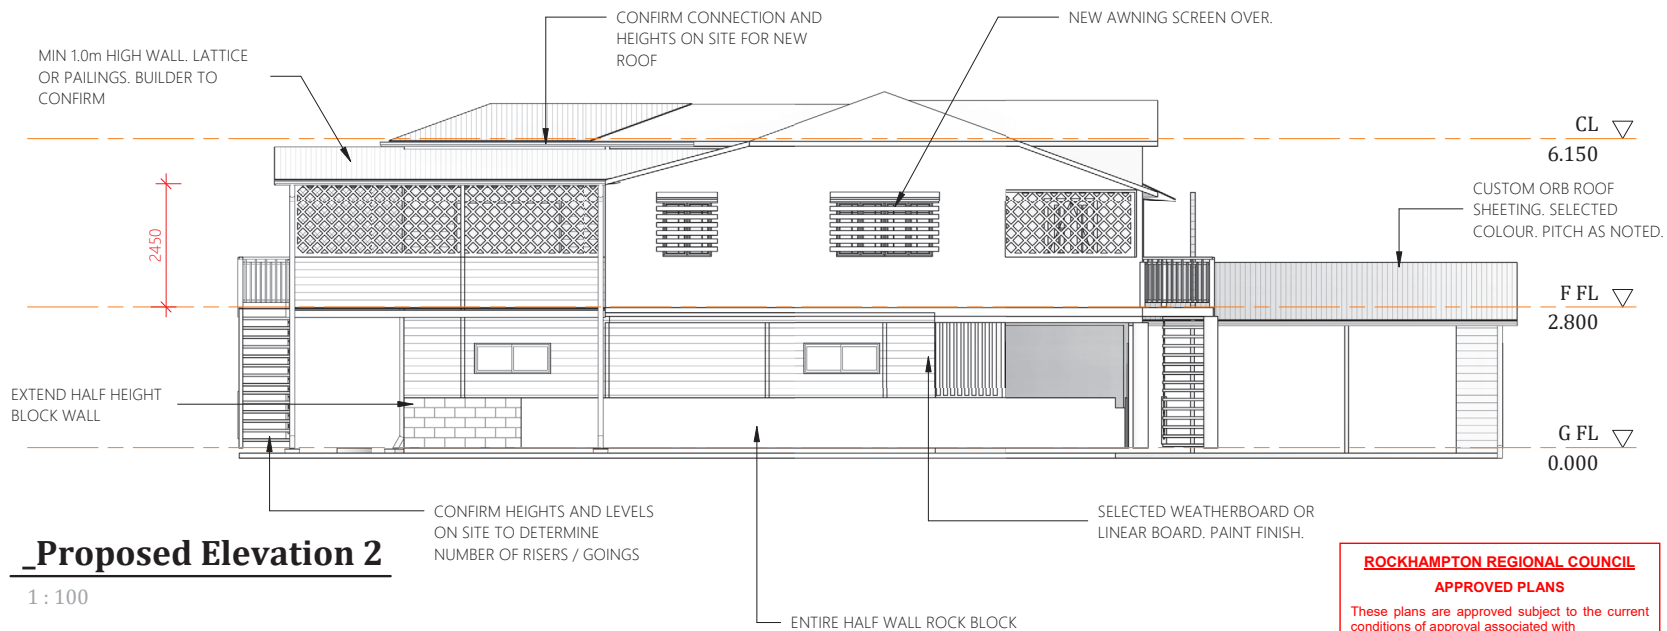 CONFIRM CONNECTION AND
HEIGHTS ON SITE FOR NEW
ROOF
NEW AWNING SCREEN OVER.
MIN 1.0m HIGH WALL. LATTICE
OR PAILINGS. BUILDER TO
CONFIRM
CL
6.150
CUSTOM ORB ROOF
SHEETING. SELECTED
COLOUR. PITCH AS NOTED.
2450
F FL
2.800
EXTEND HALF HEIGHT
BLOCK WALL
G FL
0.000
CONFIRM HEIGHTS AND LEVELS
ON SITE TO DETERMINE
NUMBER OF RISERS / GOINGS
SELECTED WEATHERBOARD OR
LINEAR BOARD. PAINT FINISH.
_Proposed Elevation 2
1 : 100
ENTIRE HALF WALL ROCK BLOCK
ROCKHAMPTON REGIONAL COUNCIL
APPROVED PLANS
These plans are approved subject to the current
conditions of approval associated with